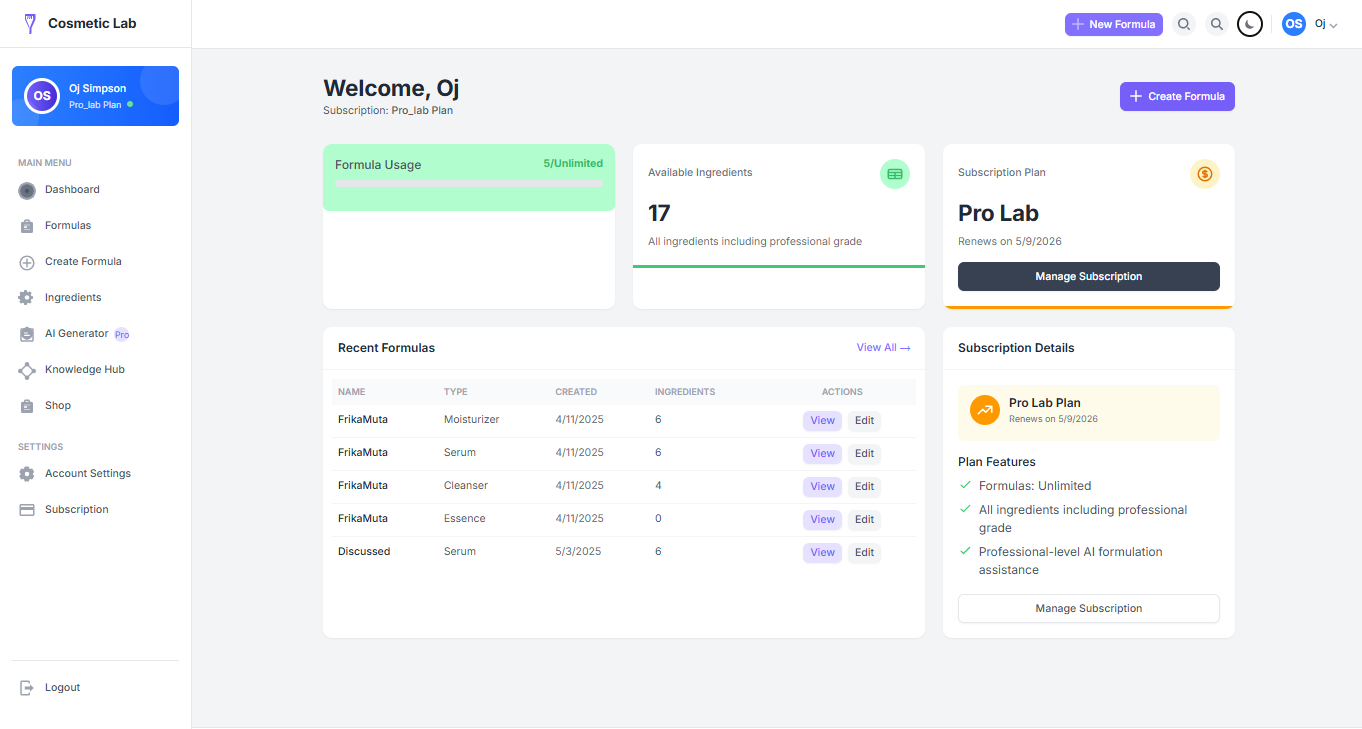 Cosmetic Lab
New Formula
OS
Oj
OS
Oj Simpson
Pro_lab Plan
MAIN MENU
Dashboard
Formulas
Create Formula
Ingredients
AI Generator Pro
Knowledge Hub
Shop
SETTINGS
Account Settings
Subscription
Logout
Welcome, Oj
Subscription: Pro_lab Plan
Create Formula
Formula Usage 5/Unlimited
Available Ingredients
17
All ingredients including professional grade
Subscription Plan
Pro Lab
Renews on 5/9/2026
Manage Subscription
Recent Formulas View All →
NAME TYPE CREATED INGREDIENTS ACTIONS
FrikaMuta Moisturizer 4/11/2025 6 View Edit
FrikaMuta Serum 4/11/2025 6 View Edit
FrikaMuta Cleanser 4/11/2025 4 View Edit
FrikaMuta Essence 4/11/2025 0 View Edit
Discussed Serum 5/3/2025 6 View Edit
Subscription Details
Pro Lab Plan
Renews on 5/9/2026
Plan Features
Formulas: Unlimited
All ingredients including professional
grade
Professional-level AI formulation
assistance
Manage Subscription